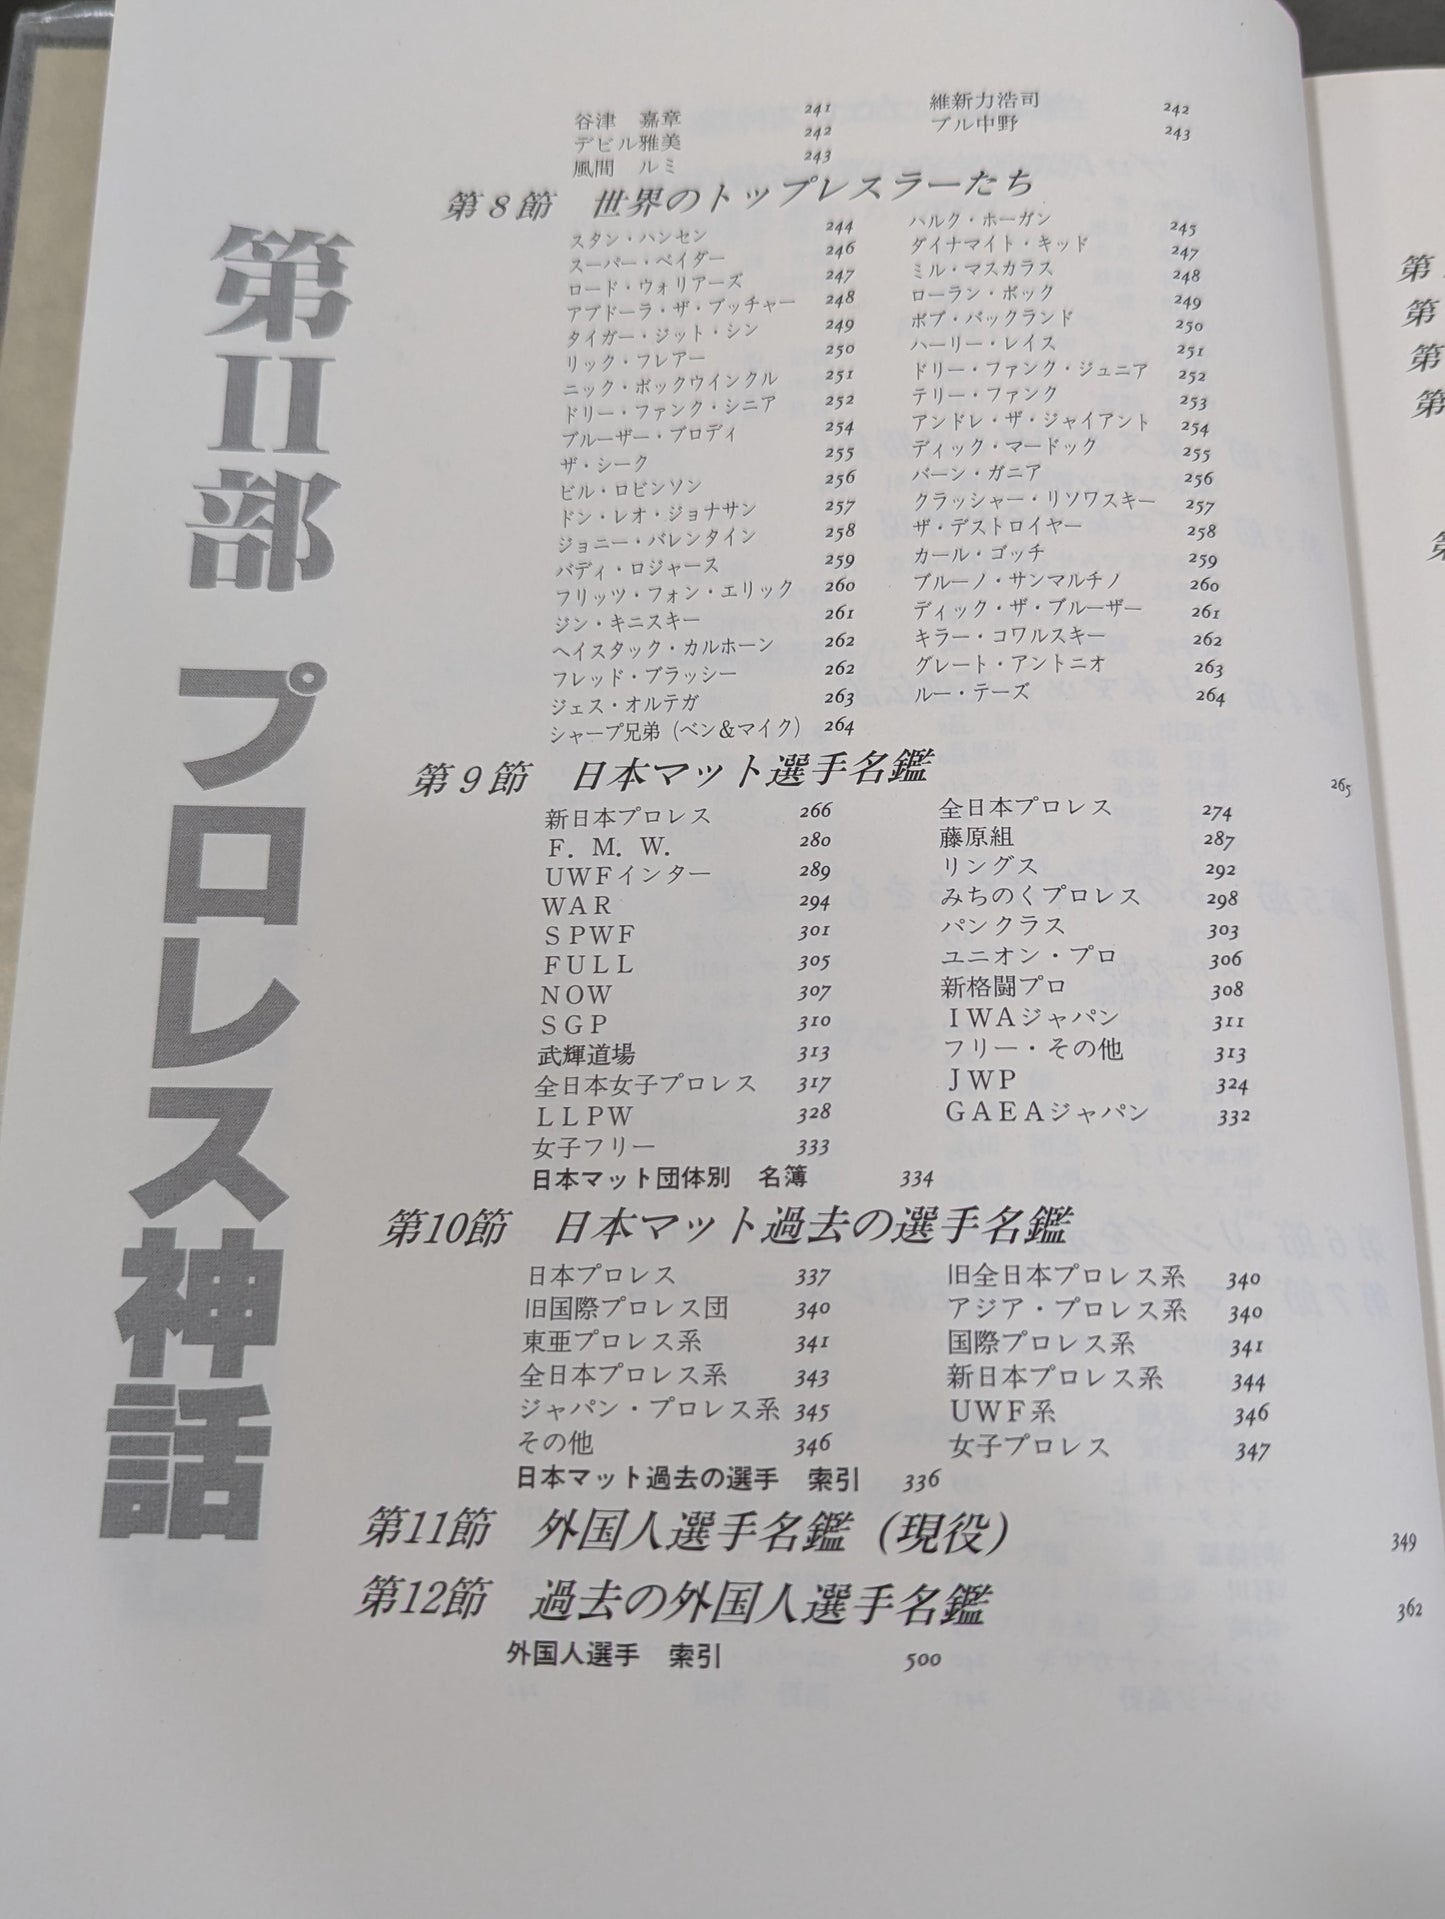 第II部 プロレス神話
谷津 嘉章 241 維新力浩司 242
デビル雅美 242 ブル中野 243
風間 ルミ 243
第8節 世界のトップレスラーたち
スタン・ハンセン 244 ハルク・ホーガン 245
スーパー・ベイダー 246 ダイナマイト・キッド 247
ロード・ウォリアーズ 247 ミル・マスカラス 248
アブドーラ・ザ・ブッチャー 248 ローラン・ボック 249
タイガー・ジット・シン 249 ボブ・バックランド 250
リック・フレアー 250 ハーリー・レイス 251
ニック・ボックウインクル 251 ドリー・ファンク・ジュニア 252
ドリー・ファンク・シニア 252 テリー・ファンク 253
ブルーザー・ブロディ 254 アンドレ・ザ・ジャイアント 254
ザ・シーク 255 ディック・マードック 255
ビル・ロビンソン 256 バーン・ガニア 256
ドン・レオ・ジョナサン 257 クラッシャー・リソワスキー 257
ジョニー・バレンタイン 258 ザ・デストロイヤー 258
バディ・ロジャース 259 カール・ゴッチ 259
フリッツ・フォン・エリック 260 ブルーノ・サンマルチノ 260
ジン・キニスキー 261 ディック・ザ・ブルーザー 261
ヘイスタック・カルホーン 262 キラー・コワルスキー 262
フレッド・ブラッシー 262 グレート・アントニオ 263
ジェス・オルテガ 263 ルー・テーズ 264
シャープ兄弟（ベン＆マイク） 264
第9節 日本マット選手名鑑 265
新日本プロレス 266 全日本プロレス 274
F．M．W． 280 藤原組 287
UWFインター 289 リングス 292
WAR 294 みちのくプロレス 298
SPWF 301 パンクラス 303
FULL 305 ユニオン・プロ 306
NOW 307 新格闘プロ 308
SGP 310 IWAジャパン 311
武輝道場 313 フリー・その他 313
全日本女子プロレス 317 JWP 324
LLPW 328 GAEAジャパン 332
女子フリー 333
日本マット団体別 名簿 334
第10節 日本マット過去の選手名鑑
日本プロレス 337 旧全日本プロレス系 340
旧国際プロレス団 340 アジア・プロレス系 340
東亜プロレス系 341 国際プロレス系 341
全日本プロレス系 343 新日本プロレス系 344
ジャパン・プロレス系 345 UWF系 346
その他 346 女子プロレス 347
日本マット過去の選手 索引 336
第11節 外国人選手名鑑（現役） 349
第12節 過去の外国人選手名鑑 362
外国人選手 索引 500
第
第
第
第